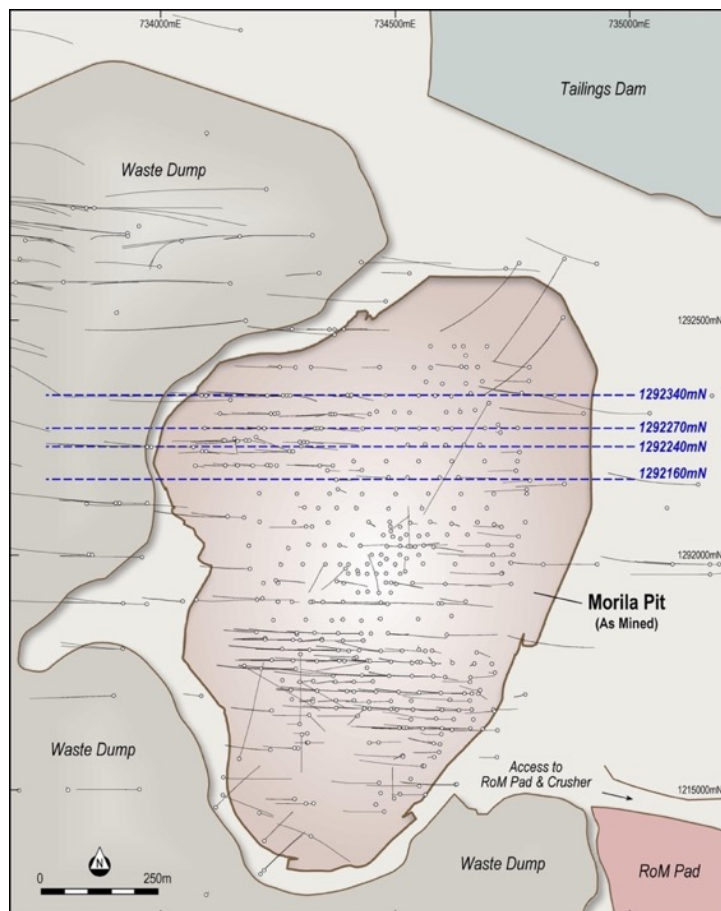 734000mE
734500mE
735000mE
Tailings Dam
Waste Dump
1292500mN
1292340mN
1292270mN
1292240mN
1292160mN
1292000mN
Morila Pit
(As Mined)
Waste Dump
Access to
RoM Pad & Crusher
1215000mN
Waste Dump
RoM Pad
N
0
250m